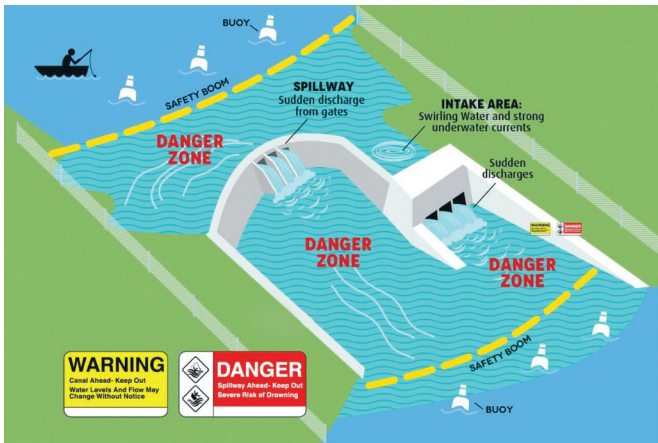 BUOY
SAFETY BOOM
SPILLWAY
Sudden discharge
from gates
INTAKE AREA:
Swirling Water and strong
underwater currents
DANGER
ZONE
Sudden
discharges
WARNING
DANGER
DANGER
ZONE
DANGER
ZONE
SAFETY BOOM
BUOY
WARNING
Canal Ahead- Keep Out
Water Levels And Flow May
Change Without Notice
DANGER
Spillway Ahead- Keep Out
Severe Risk of Drowning